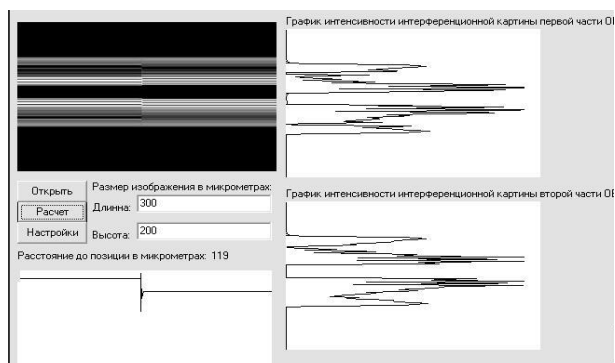 График интенсивности интерференционной картины первой части
Открыть
Расчет
Настройки
Размер изображения в микрометрах:
Длинна: 300
Высота: 200
Расстояние до позиции в микрометрах: 119
График интенсивности интерференционной картины второй части